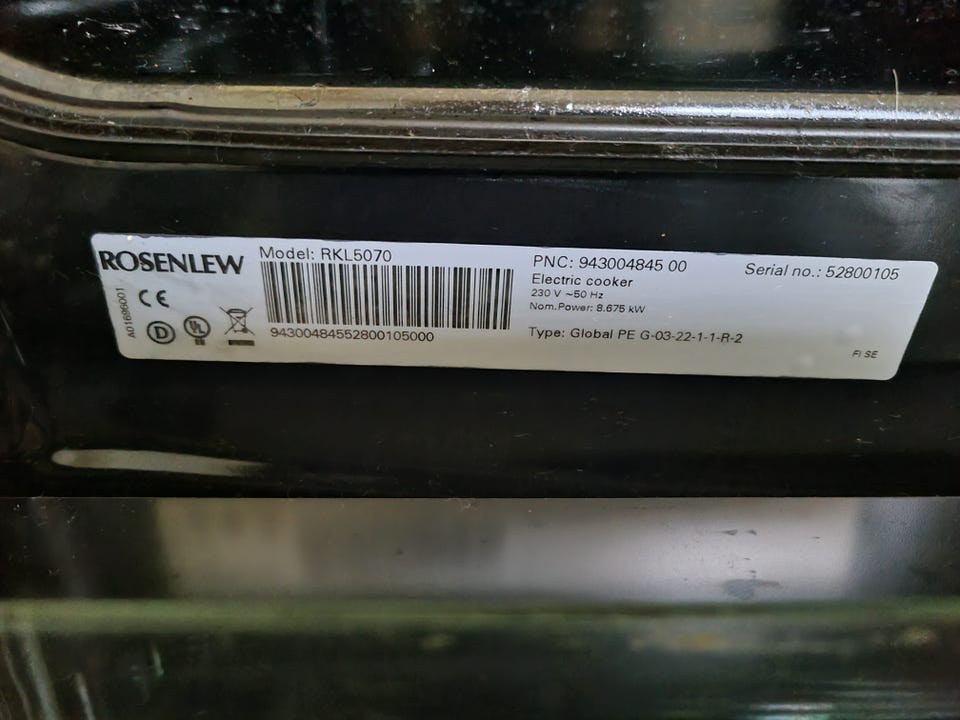 ROSENLEW
Model: RKL5070
94300484552800105000
PNC: 943004845 00
Electric cooker
230 V ~50 Hz
Nom.Power: 8.675 kW
Type: Global PE G-03-22-1-1-R-2
Serial no.: 52800105
FI SE
CE
D
UL